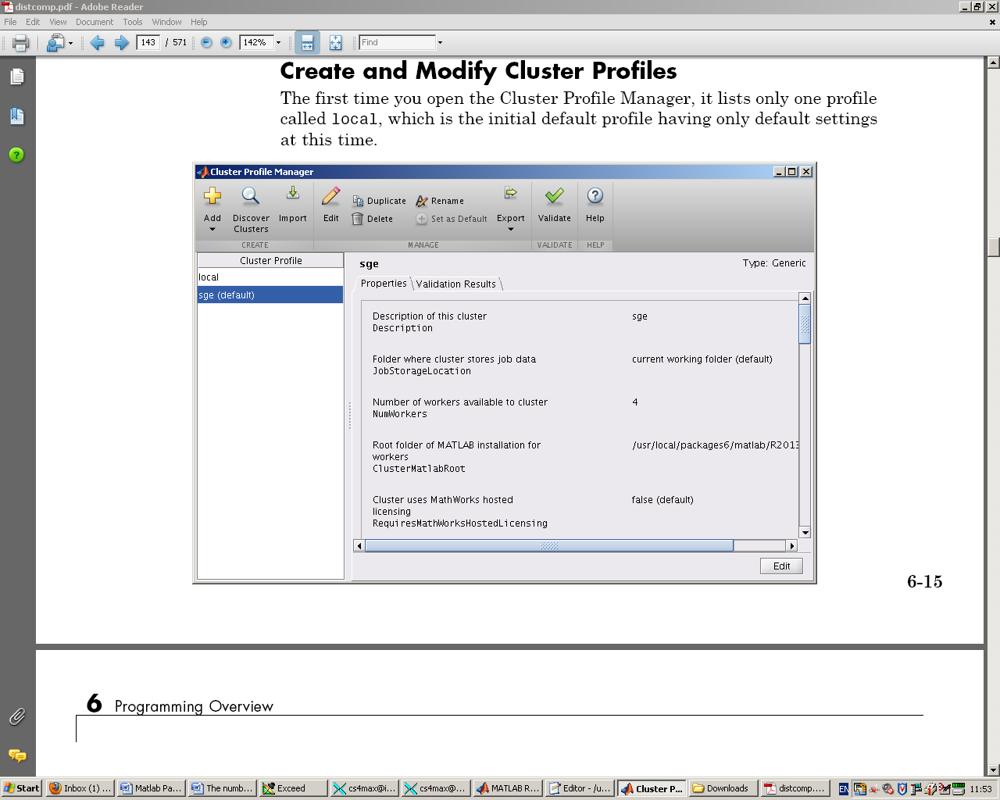 distcomp.pdf - Adobe Reader
File Edit View Document Tools Window Help
143 / 571 142% Find
Create and Modify Cluster Profiles
The first time you open the Cluster Profile Manager, it lists only one profile
called local, which is the initial default profile having only default settings
at this time.
Cluster Profile Manager
Add
Discover
Clusters
Import
CREATE
Edit
Duplicate
Delete
Rename
Set as Default
Export
MANAGE
Validate
VALIDATE
Help
HELP
Cluster Profile
local
sge (default)
sge
Type: Generic
Properties Validation Results
Description of this cluster sge
Description
Folder where cluster stores job data current working folder (default)
JobStorageLocation
Number of workers available to cluster 4
NumWorkers
Root folder of MATLAB installation for /usr/local/packages6/matlab/R2013
workers
ClusterMatlabRoot
Cluster uses MathWorks hosted false (default)
licensing
RequiresMathWorksHostedLicensing
Edit
6-15
6 Programming Overview
Start Inbox (1) ... Matlab Pa... The numb... Exceed cs4max@i... cs4max@... MATLAB R... Editor - /u... Cluster P... Downloads distcomp.... EN 11:53